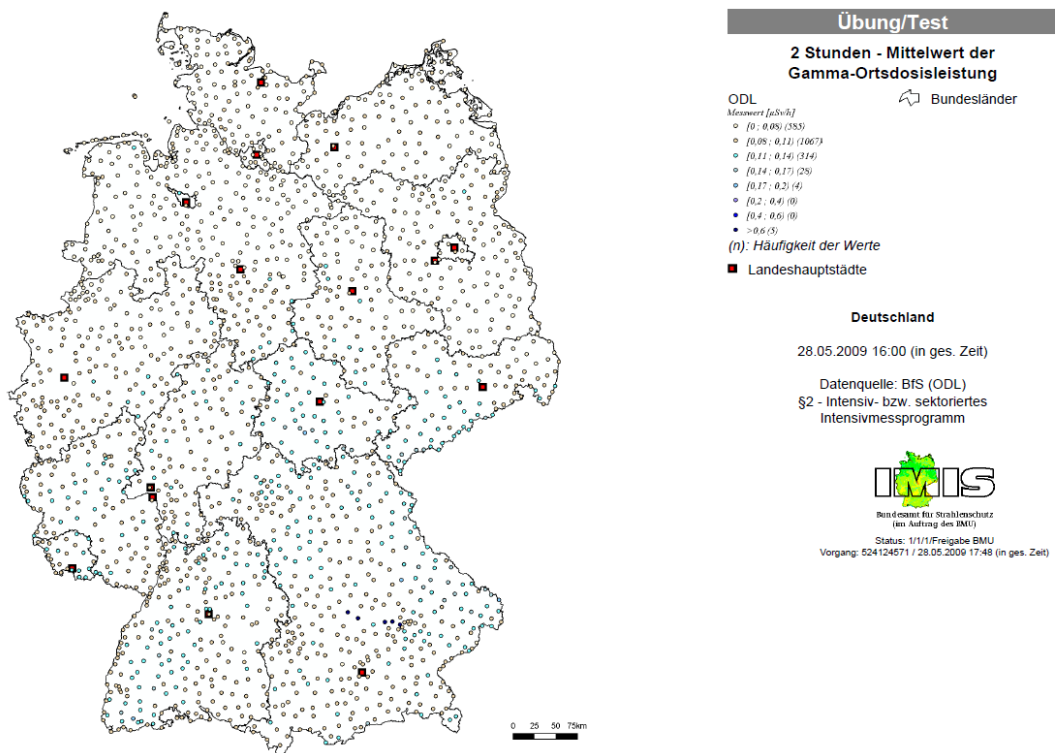 Übung/Test
2 Stunden - Mittelwert der
Gamma-Ortsdosisleistung
ODL
Bundesländer
Messwert [µSv/h]
[0 ; 0,08) (585)
[0,08 ; 0,11) (1067)
[0,11 ; 0,14) (314)
[0,14 ; 0,17) (28)
[0,17 ; 0,2) (4)
[0,2 ; 0,4) (0)
[0,4 ; 0,6) (0)
>0,6 (5)
(n): Häufigkeit der Werte
Landeshauptstädte
Deutschland
28.05.2009 16:00 (in ges. Zeit)
Datenquelle: BfS (ODL)
§2 - Intensiv- bzw. sektoriertes
Intensivmessprogramm
IMIS
Bundesamt für Strahlenschutz
(im Auftrag des BMU)
Status: 1/1/1/Freigabe BMU
Vorgang: 524124571 / 28.05.2009 17:48 (in ges. Zeit)
0 25 50 75km